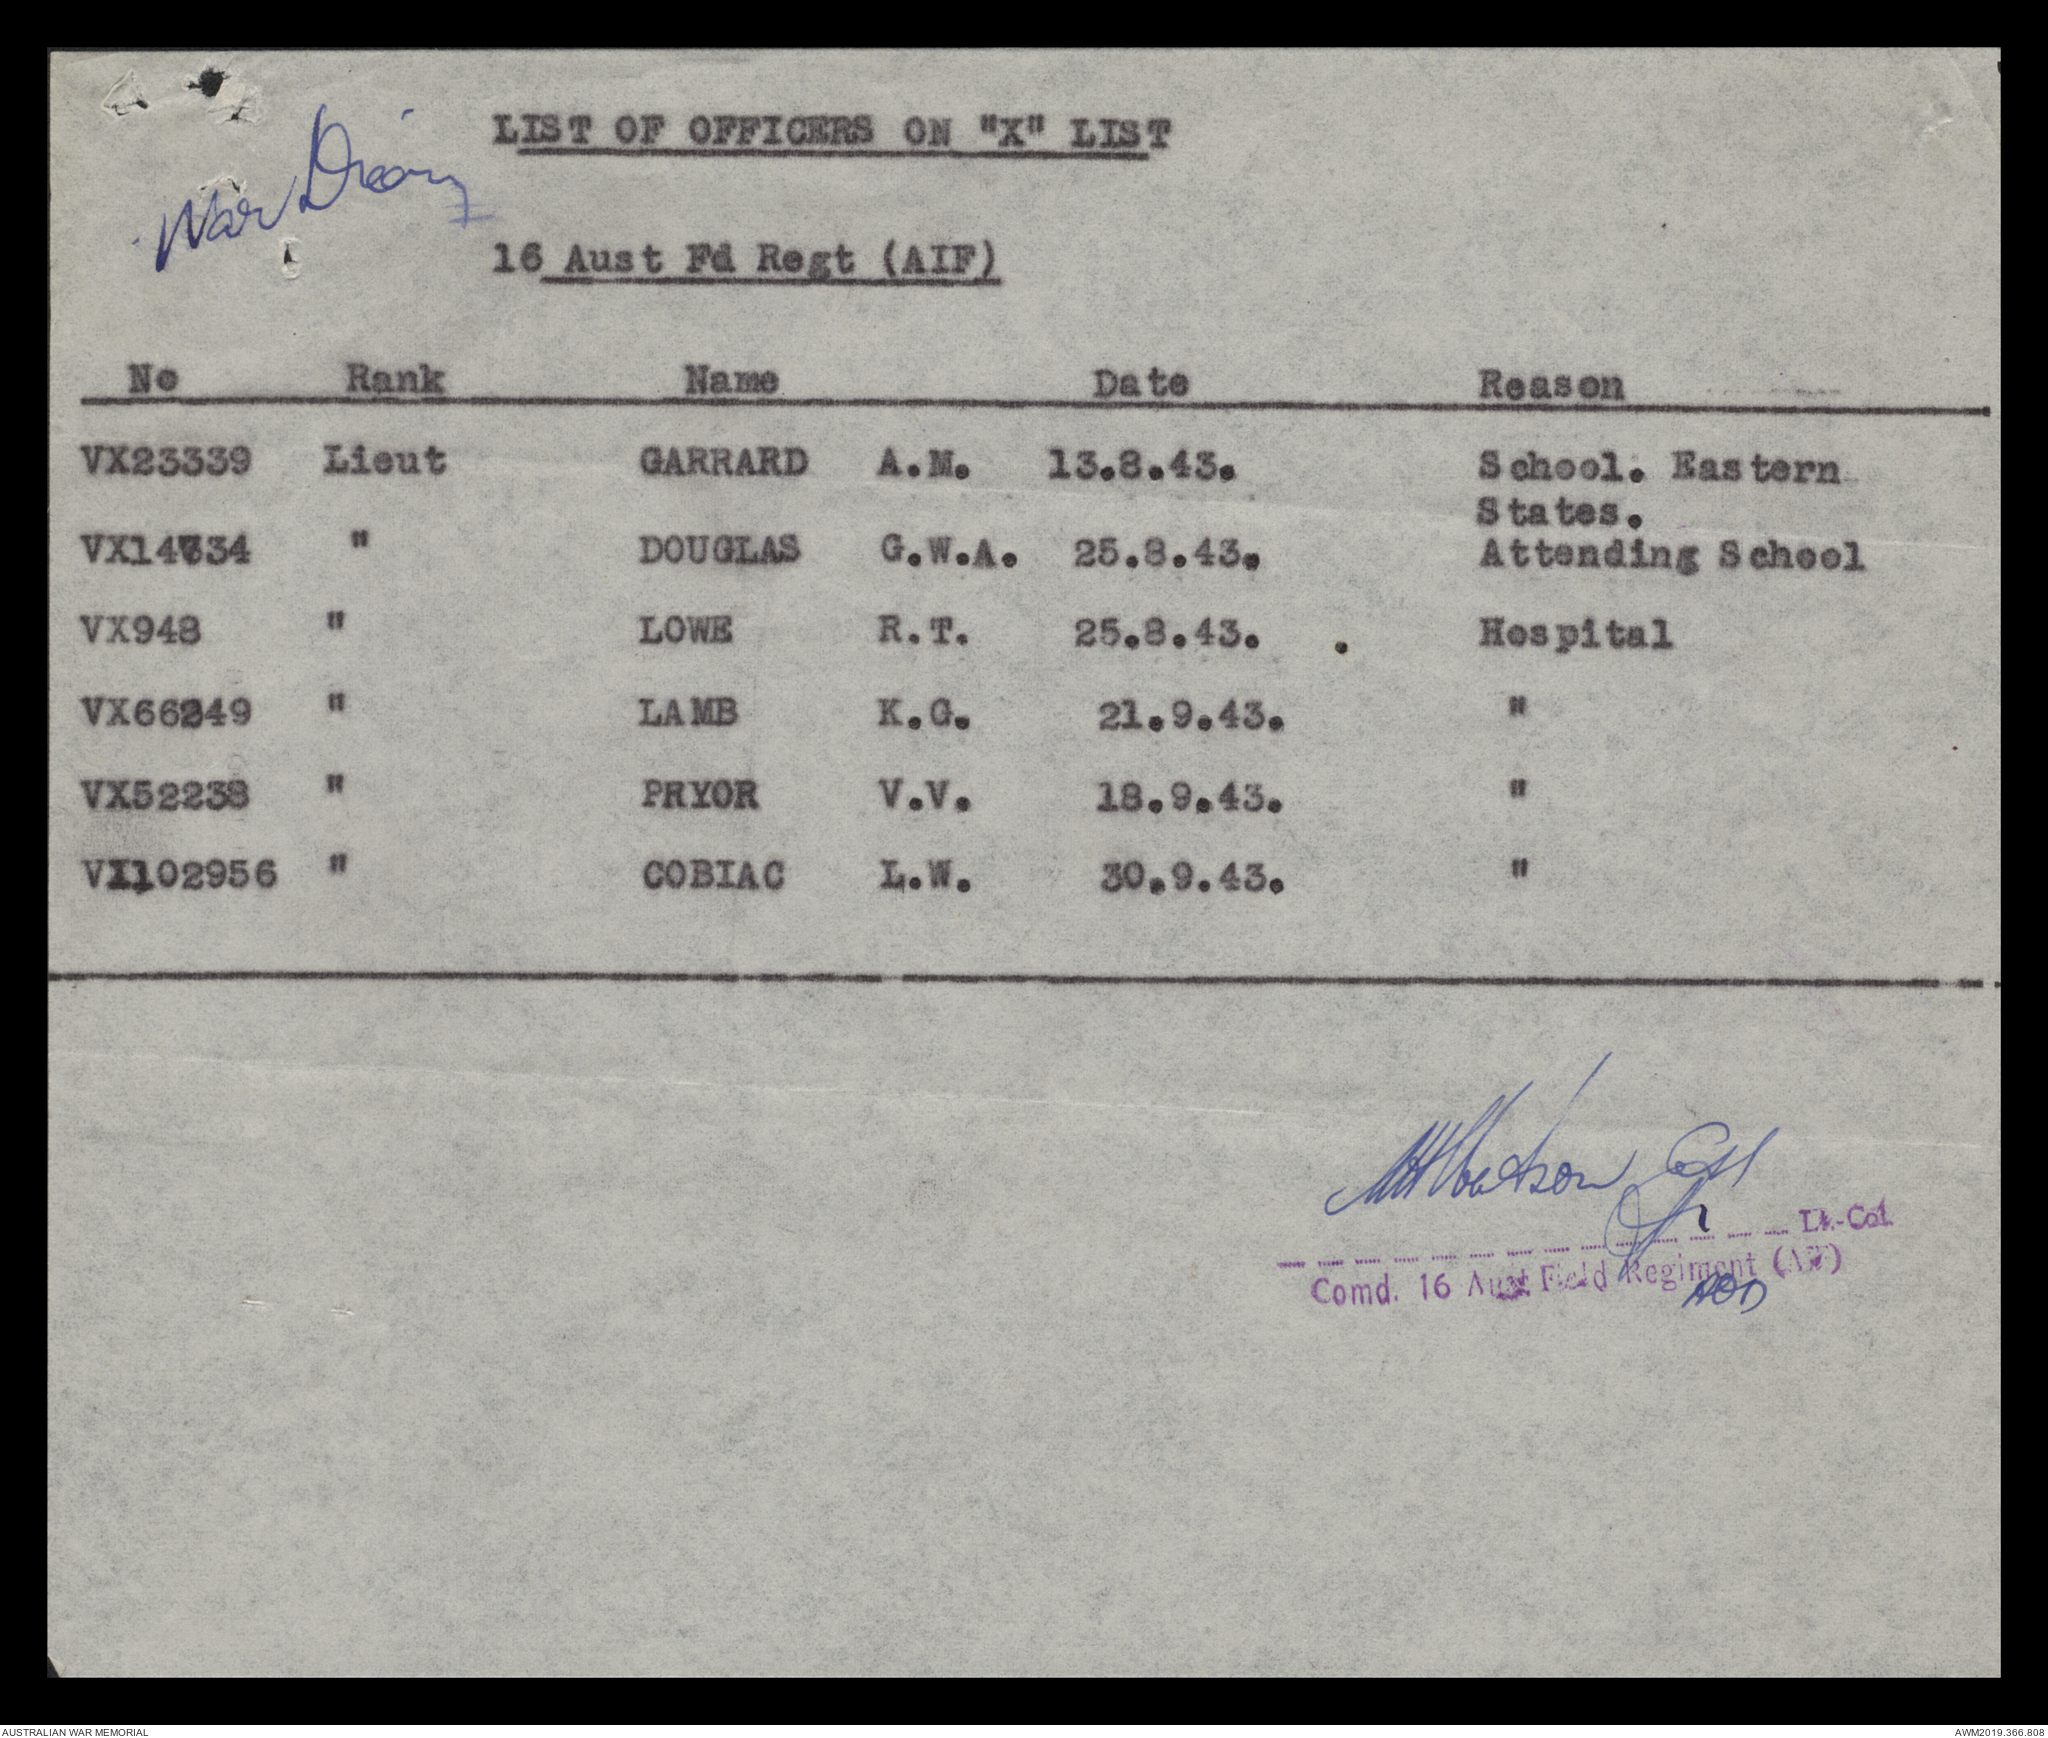 War Diary
LIST OF OFFICERS ON "X" LIST
16 Aust Fd Regt (AIF)
No Rank Name Date Reason
VX23339 Lieut GARRARD A.M. 13.8.43. School. Eastern
States.
" DOUGLAS G.W.A. 25.8.43. Attending School
VX948 " LOWE R.T. 25.8.43. Hospital
" LAMB K.G. 21.9.43. "
VX52238 " PRYOR V.V. 18.9.43. "
VX102956 " COBIAC L.W. 30.9.43. "
Lt.-Col
Comd. 16 Aust Field Regiment (AIF)
AUSTRALIAN WAR MEMORIAL
AWM2019.366.808